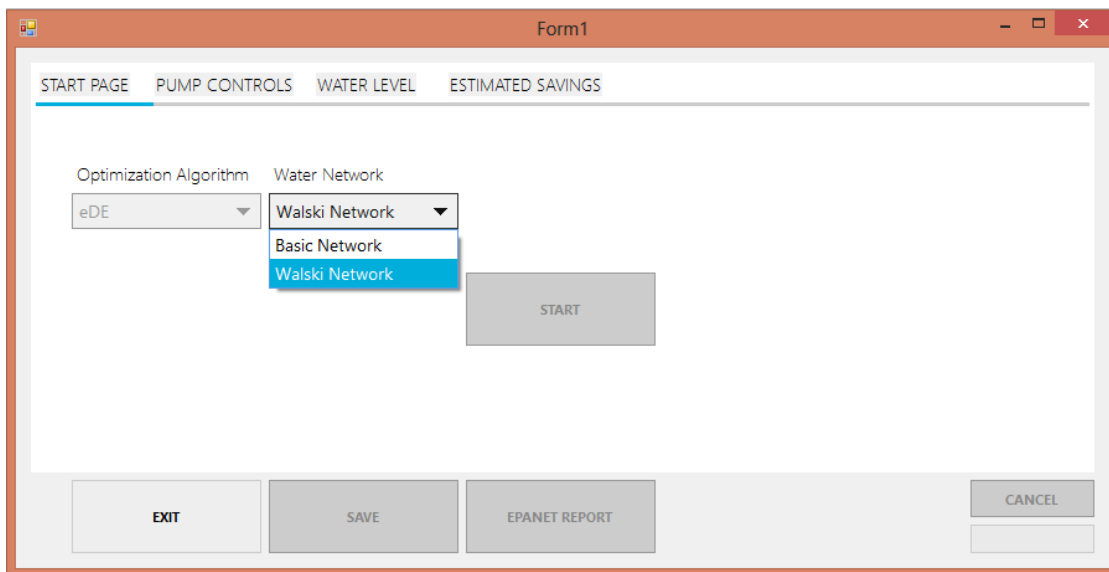 Form1
START PAGE PUMP CONTROLS WATER LEVEL ESTIMATED SAVINGS
Optimization Algorithm Water Network
eDE Walski Network
Basic Network
Walski Network
START
EXIT SAVE EPANET REPORT CANCEL